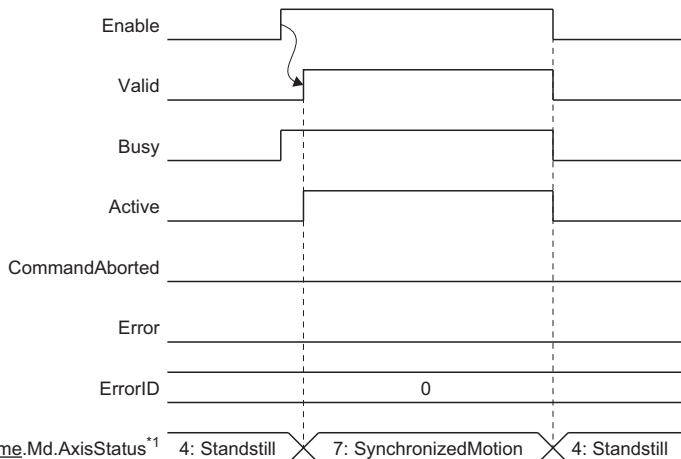 Enable
Valid
Busy
Active
CommandAborted
Error
ErrorID 0
me.Md.AxisStatus*1 4: Standstill 7: SynchronizedMotion 4: Standstill